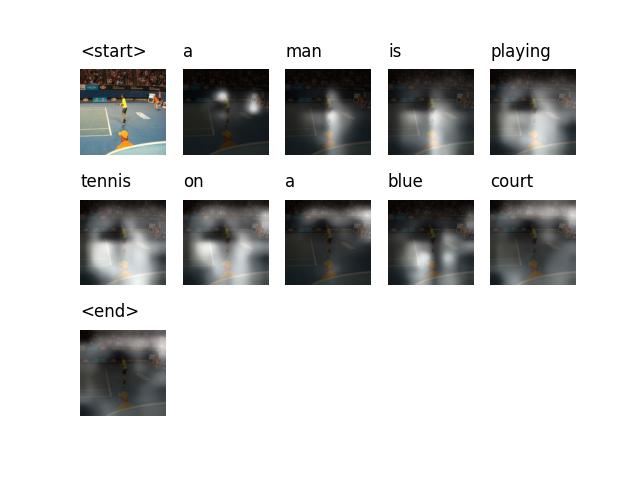 <start> a man is playing
tennis on a blue court
<end>